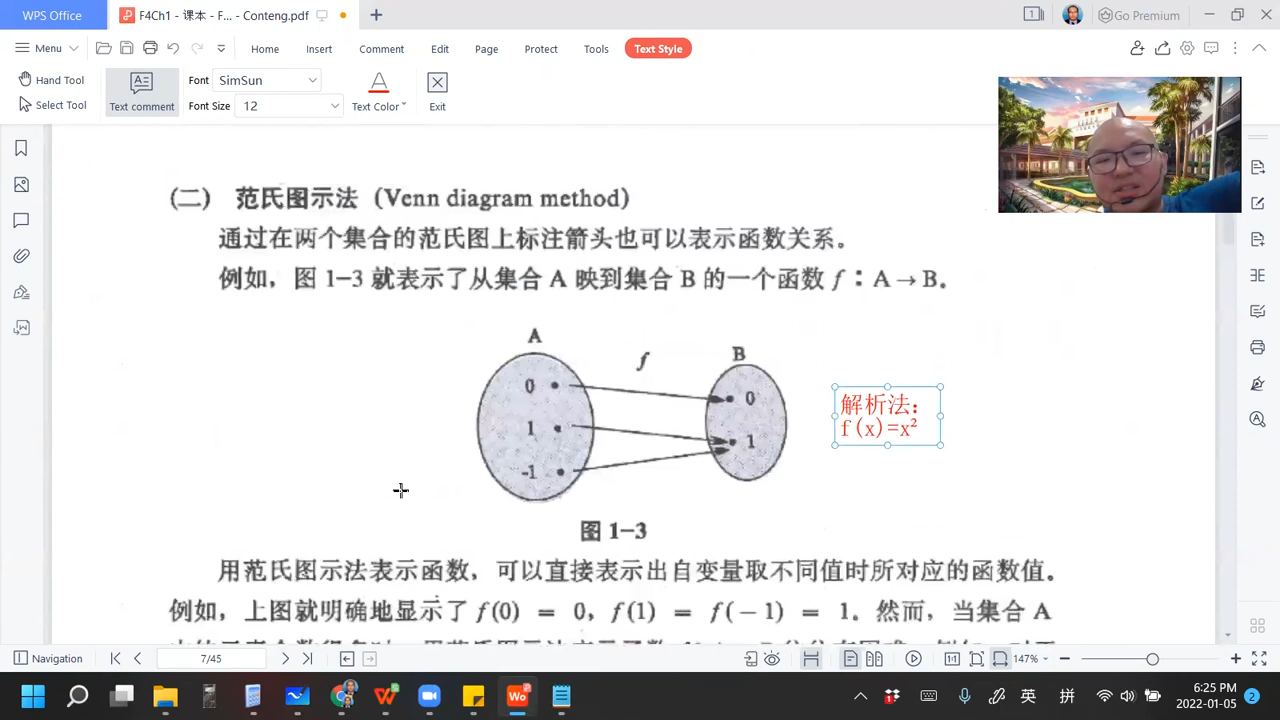 WPS Office
F4Ch1 - 课本 - F... - Conteng.pdf
1
Go Premium
Menu
Home
Insert
Comment
Edit
Page
Protect
Tools
Text Style
Hand Tool
Select Tool
Text comment
Font
SimSun
Font Size
12
Text Color
Exit
(二) 范氏图示法 (Venn diagram method)
通过在两个集合的范氏图上标注箭头也可以表示函数关系。
例如，图 1-3 就表示了从集合 A 映到集合 B 的一个函数 f：A → B.
A
f
B
0
0
1
1
-1
解析法:
f(x)=x²
图 1-3
用范氏图示法表示函数，可以直接表示出自变量取不同值时所对应的函数值。
例如，上图就明确地显示了 f(0) = 0, f(1) = f(-1) = 1. 然而，当集合 A
Navigation
7/45
147%
英
拼
6:25 PM
2022-01-05
2